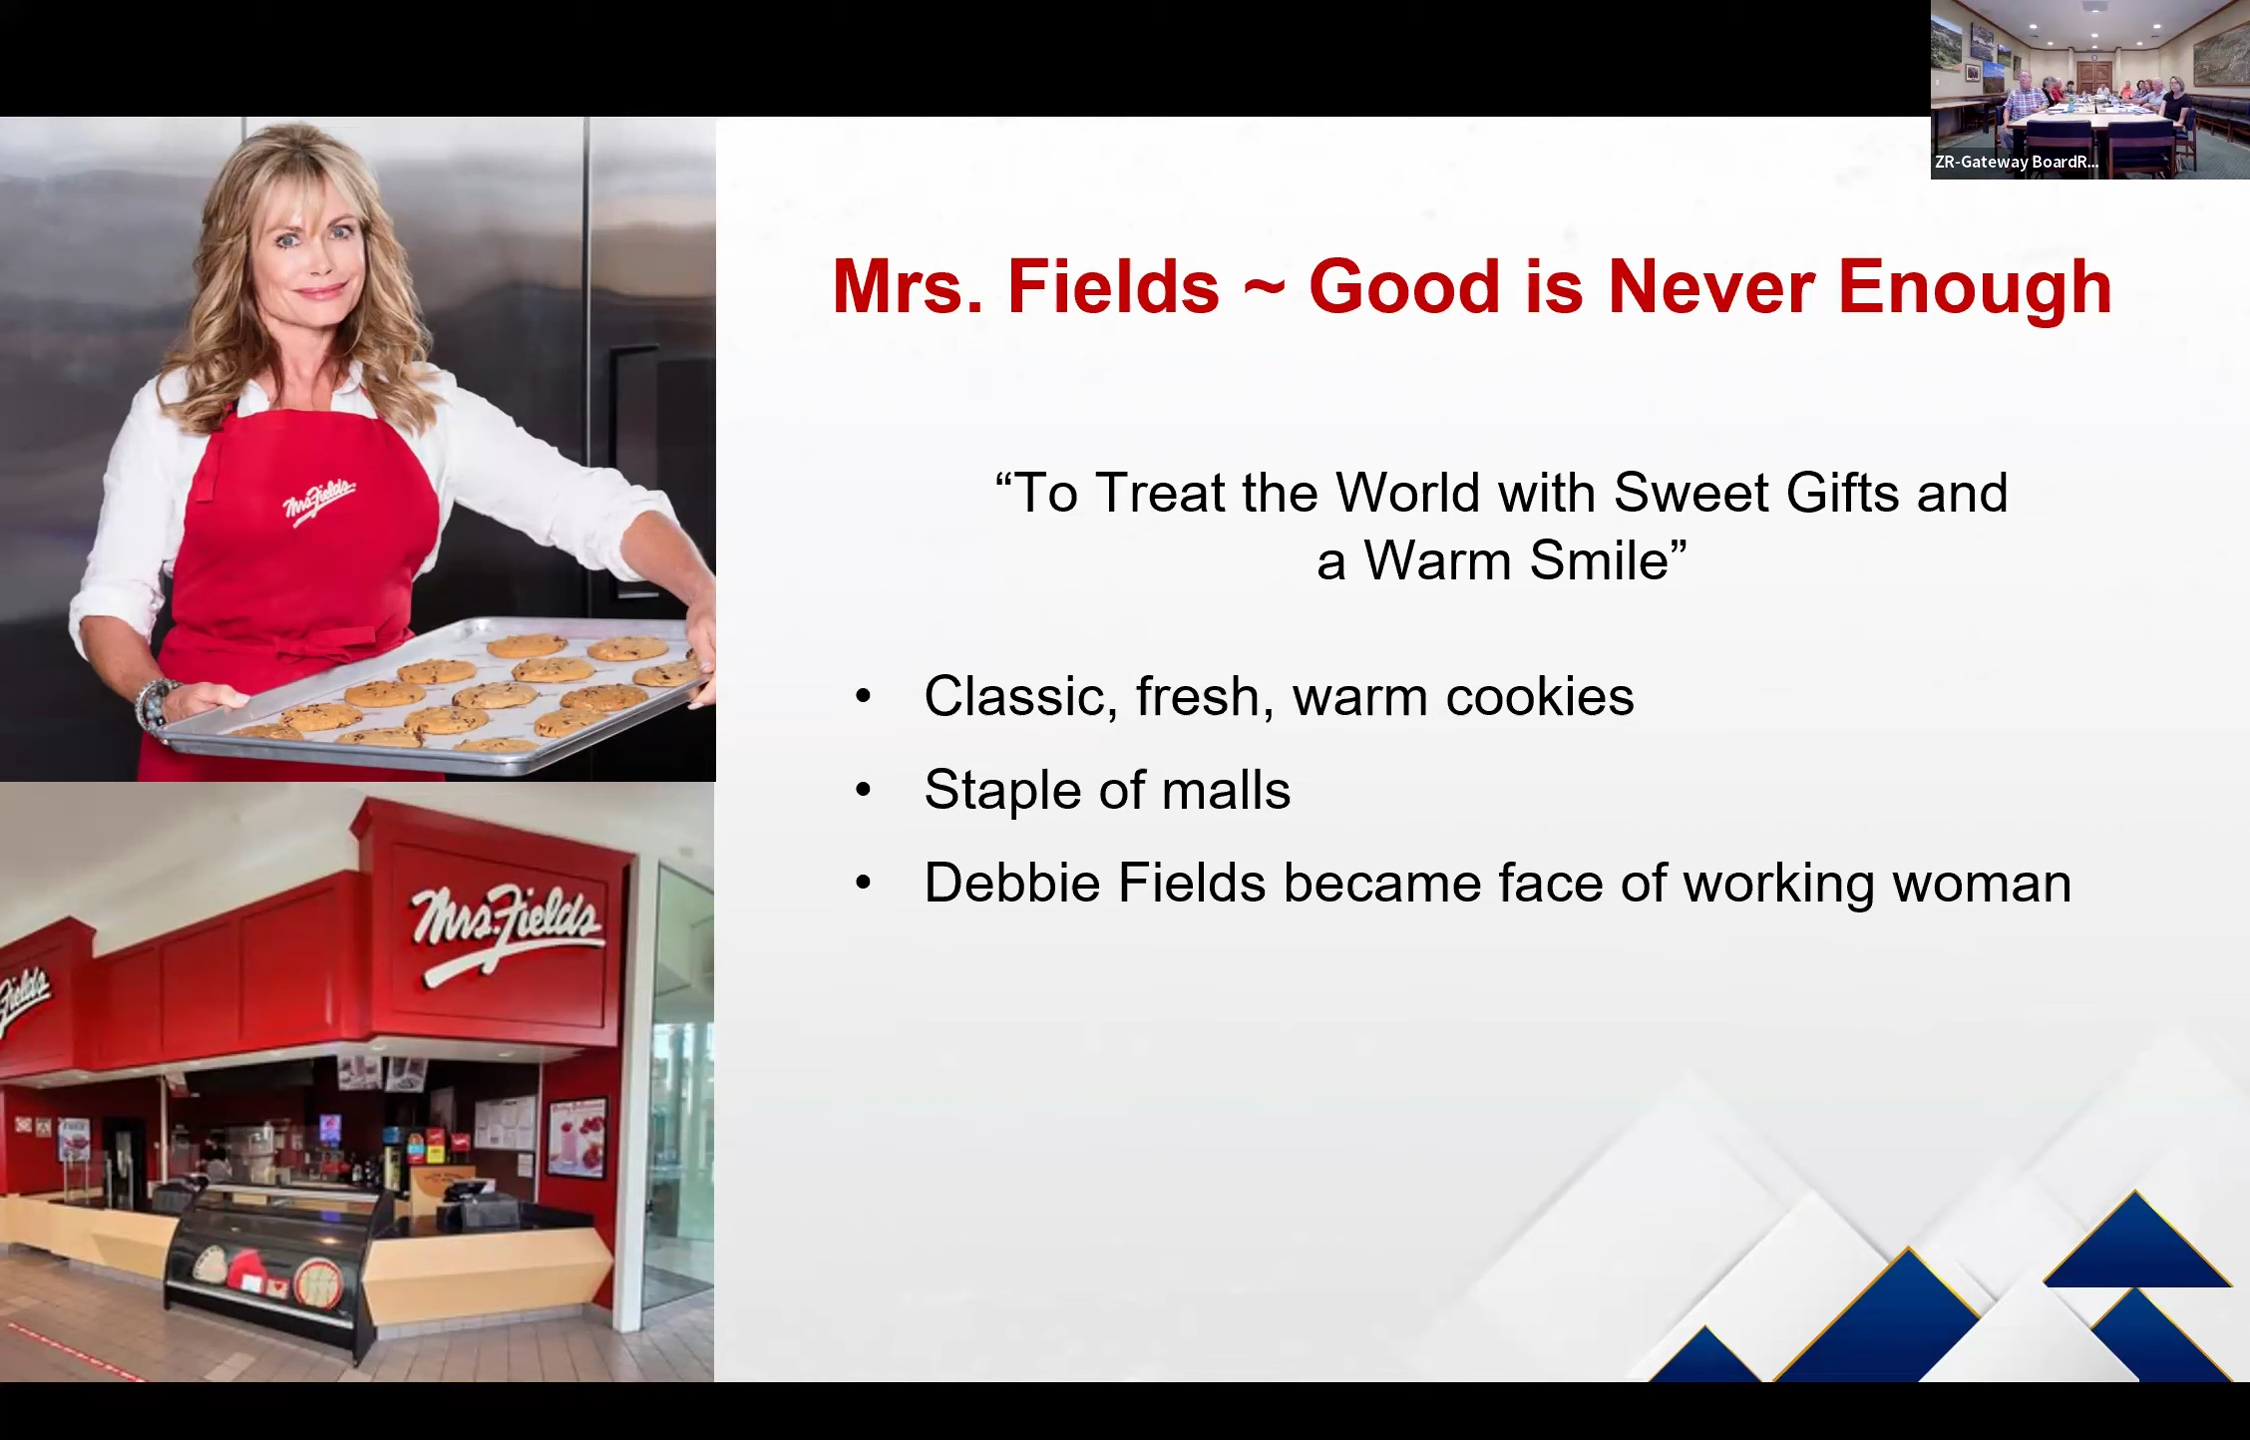 ZR-Gateway BoardR...
Mrs. Fields ~ Good is Never Enough
“To Treat the World with Sweet Gifts and
a Warm Smile”
• Classic, fresh, warm cookies
• Staple of malls
• Debbie Fields became face of working woman
Mrs. Fields
Mrs. Fields
Fields